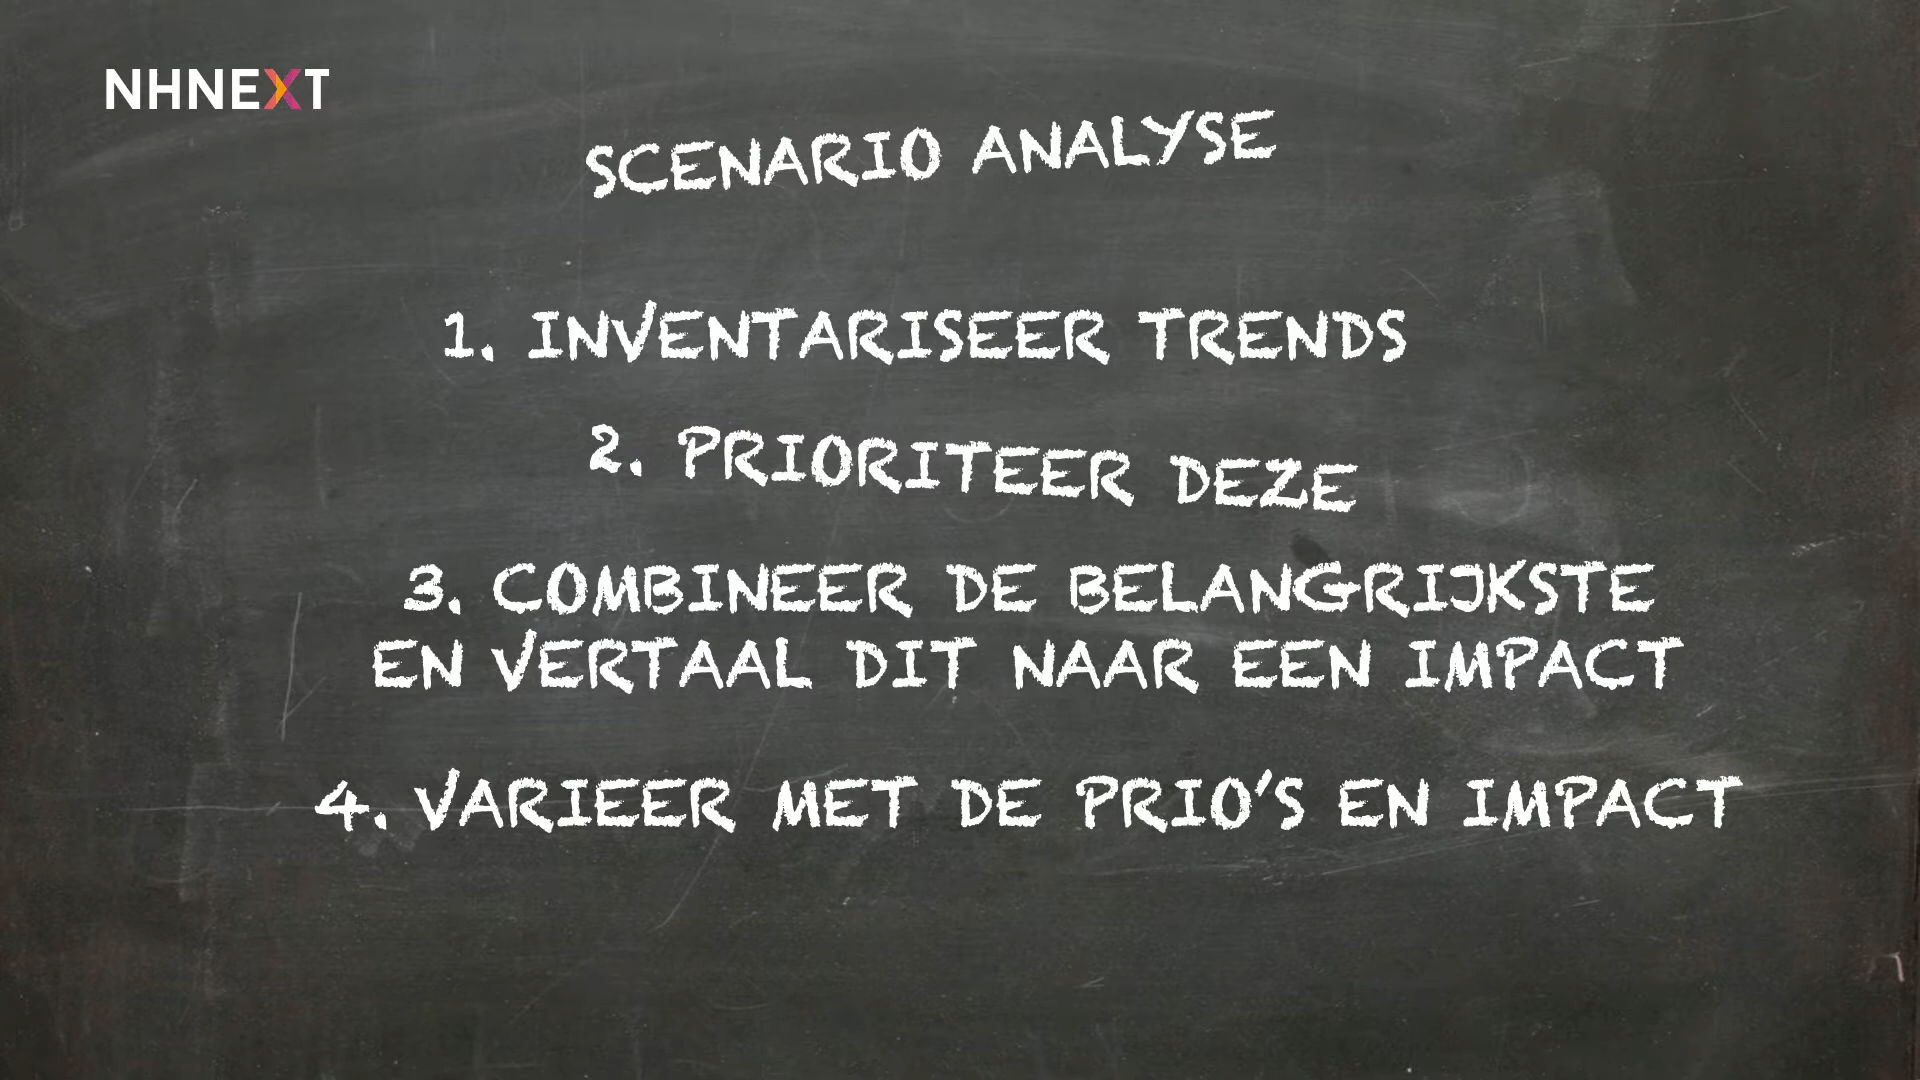 NHNEXT
SCENARIO ANALYSE
1. INVENTARISEER TRENDS
2. PRIORITEER DEZE
3. COMBINEER DE BELANGRIJKSTE
EN VERTAAL DIT NAAR EEN IMPACT
4. VARIEER MET DE PRIO'S EN IMPACT